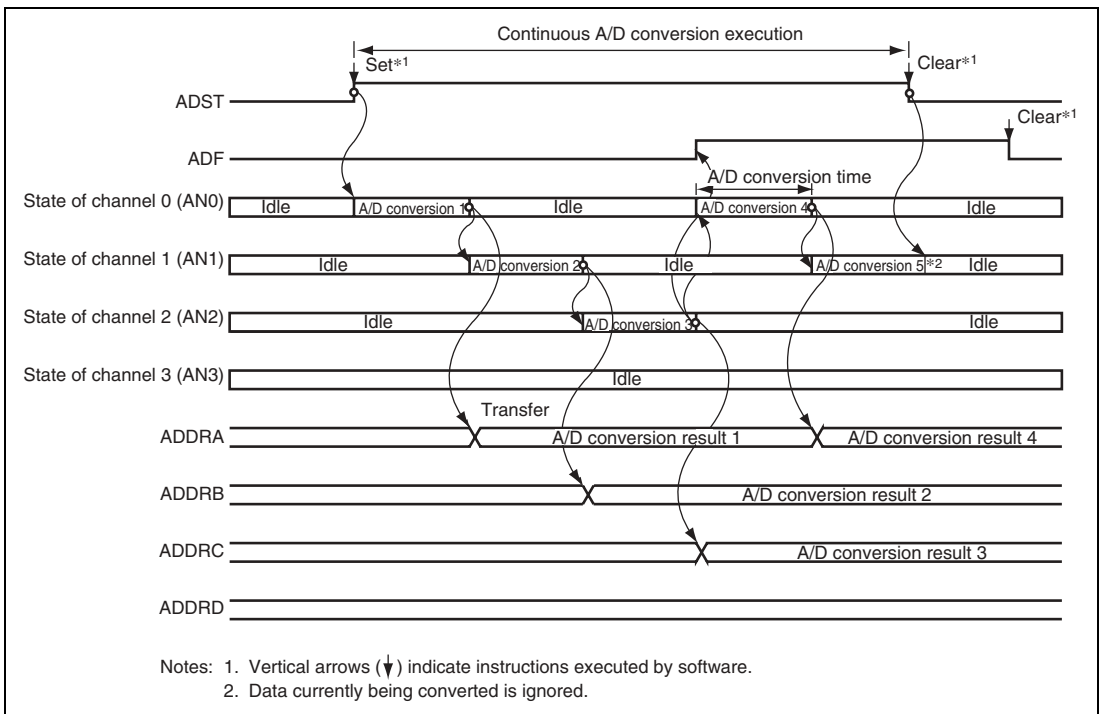 Continuous A/D conversion execution
Set*1
Clear*1
ADST
Clear*1
ADF
A/D conversion time
State of channel 0 (AN0) Idle A/D conversion 1 Idle A/D conversion 4 Idle
State of channel 1 (AN1) Idle A/D conversion 2 Idle A/D conversion 5 *2 Idle
State of channel 2 (AN2) Idle A/D conversion 3 Idle
State of channel 3 (AN3) Idle
Transfer
ADDRA A/D conversion result 1 A/D conversion result 4
ADDRB A/D conversion result 2
ADDRC A/D conversion result 3
ADDRD
Notes: 1. Vertical arrows (↓) indicate instructions executed by software.
2. Data currently being converted is ignored.